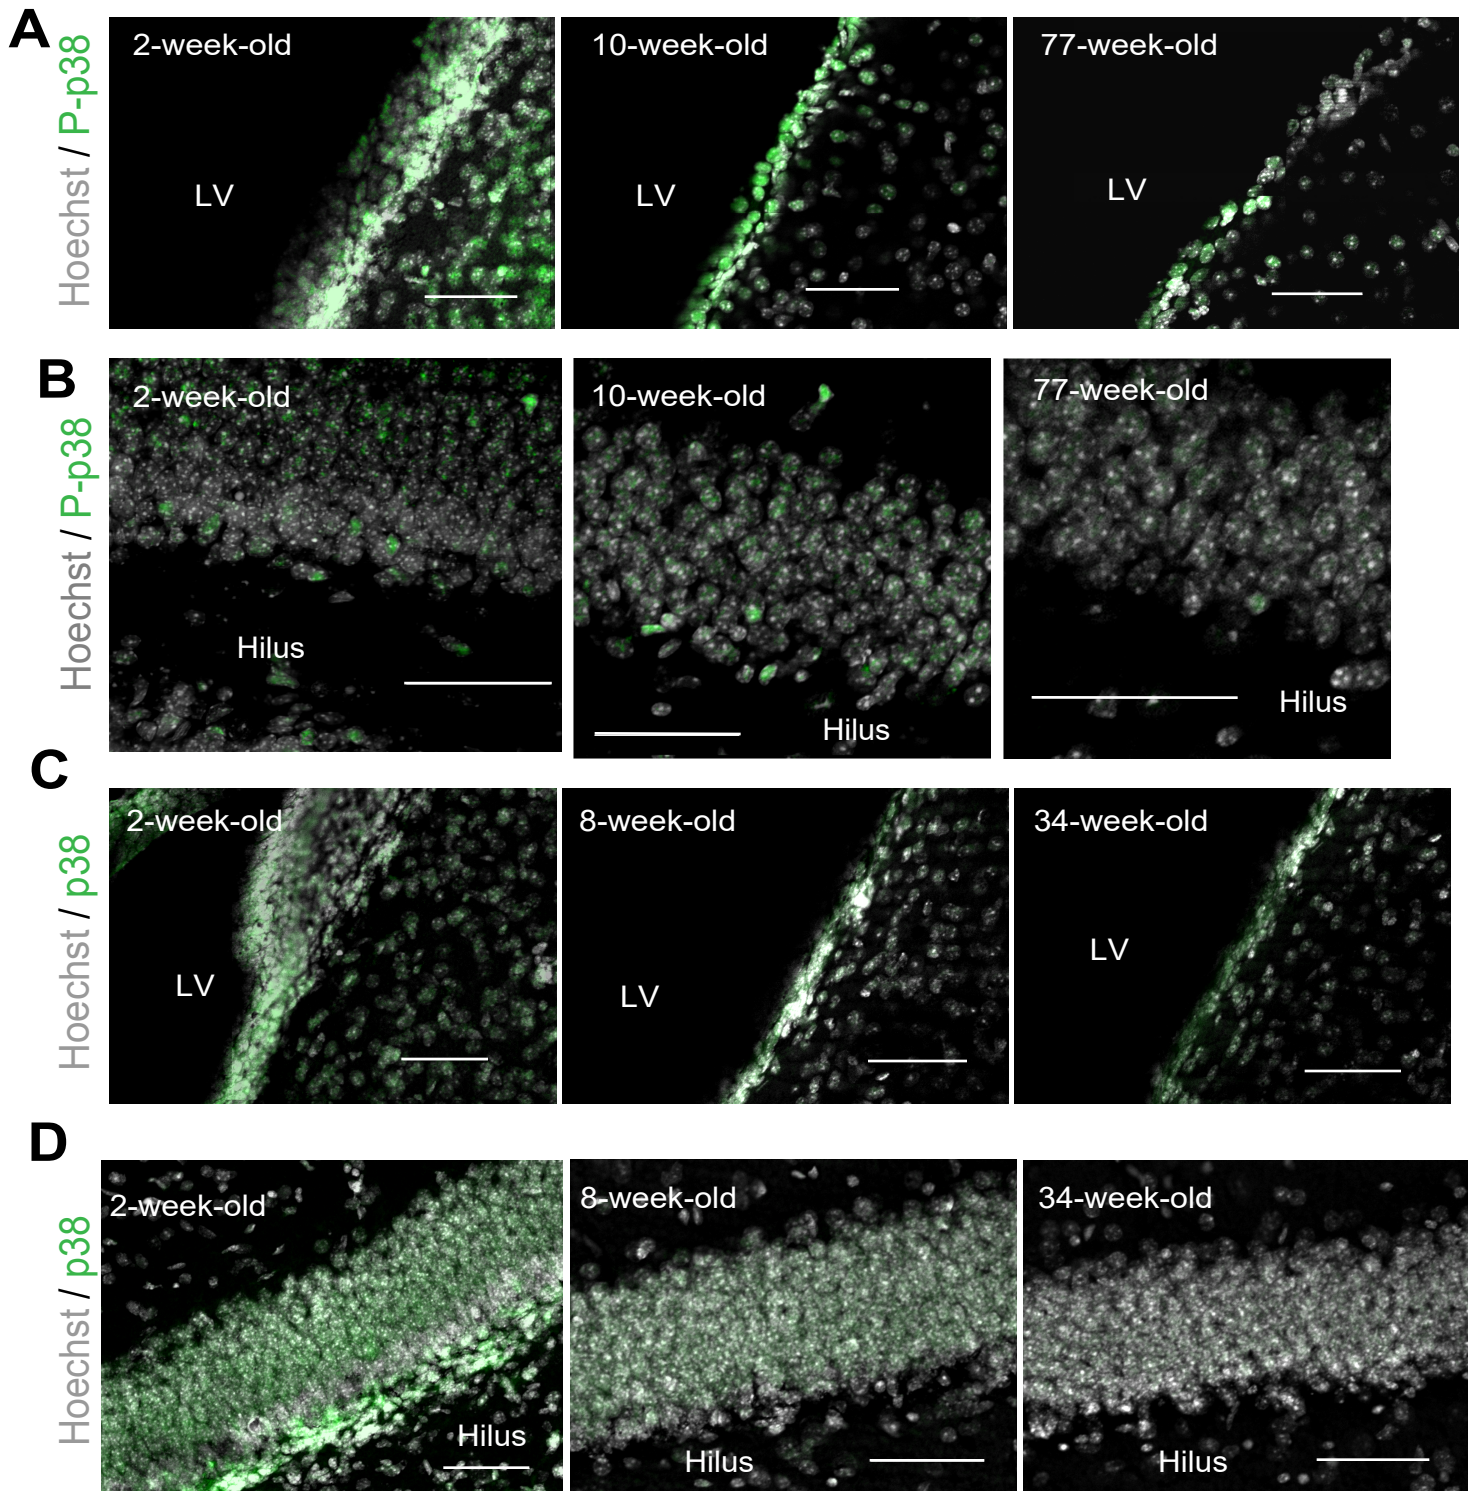 A
Hoechst / P-p38
2-week-old
LV
10-week-old
LV
77-week-old
LV
B
Hoechst / P-p38
2-week-old
Hilus
10-week-old
Hilus
77-week-old
Hilus
C
Hoechst / p38
2-week-old
LV
8-week-old
LV
34-week-old
LV
D
Hoechst / p38
2-week-old
Hilus
8-week-old
Hilus
34-week-old
Hilus